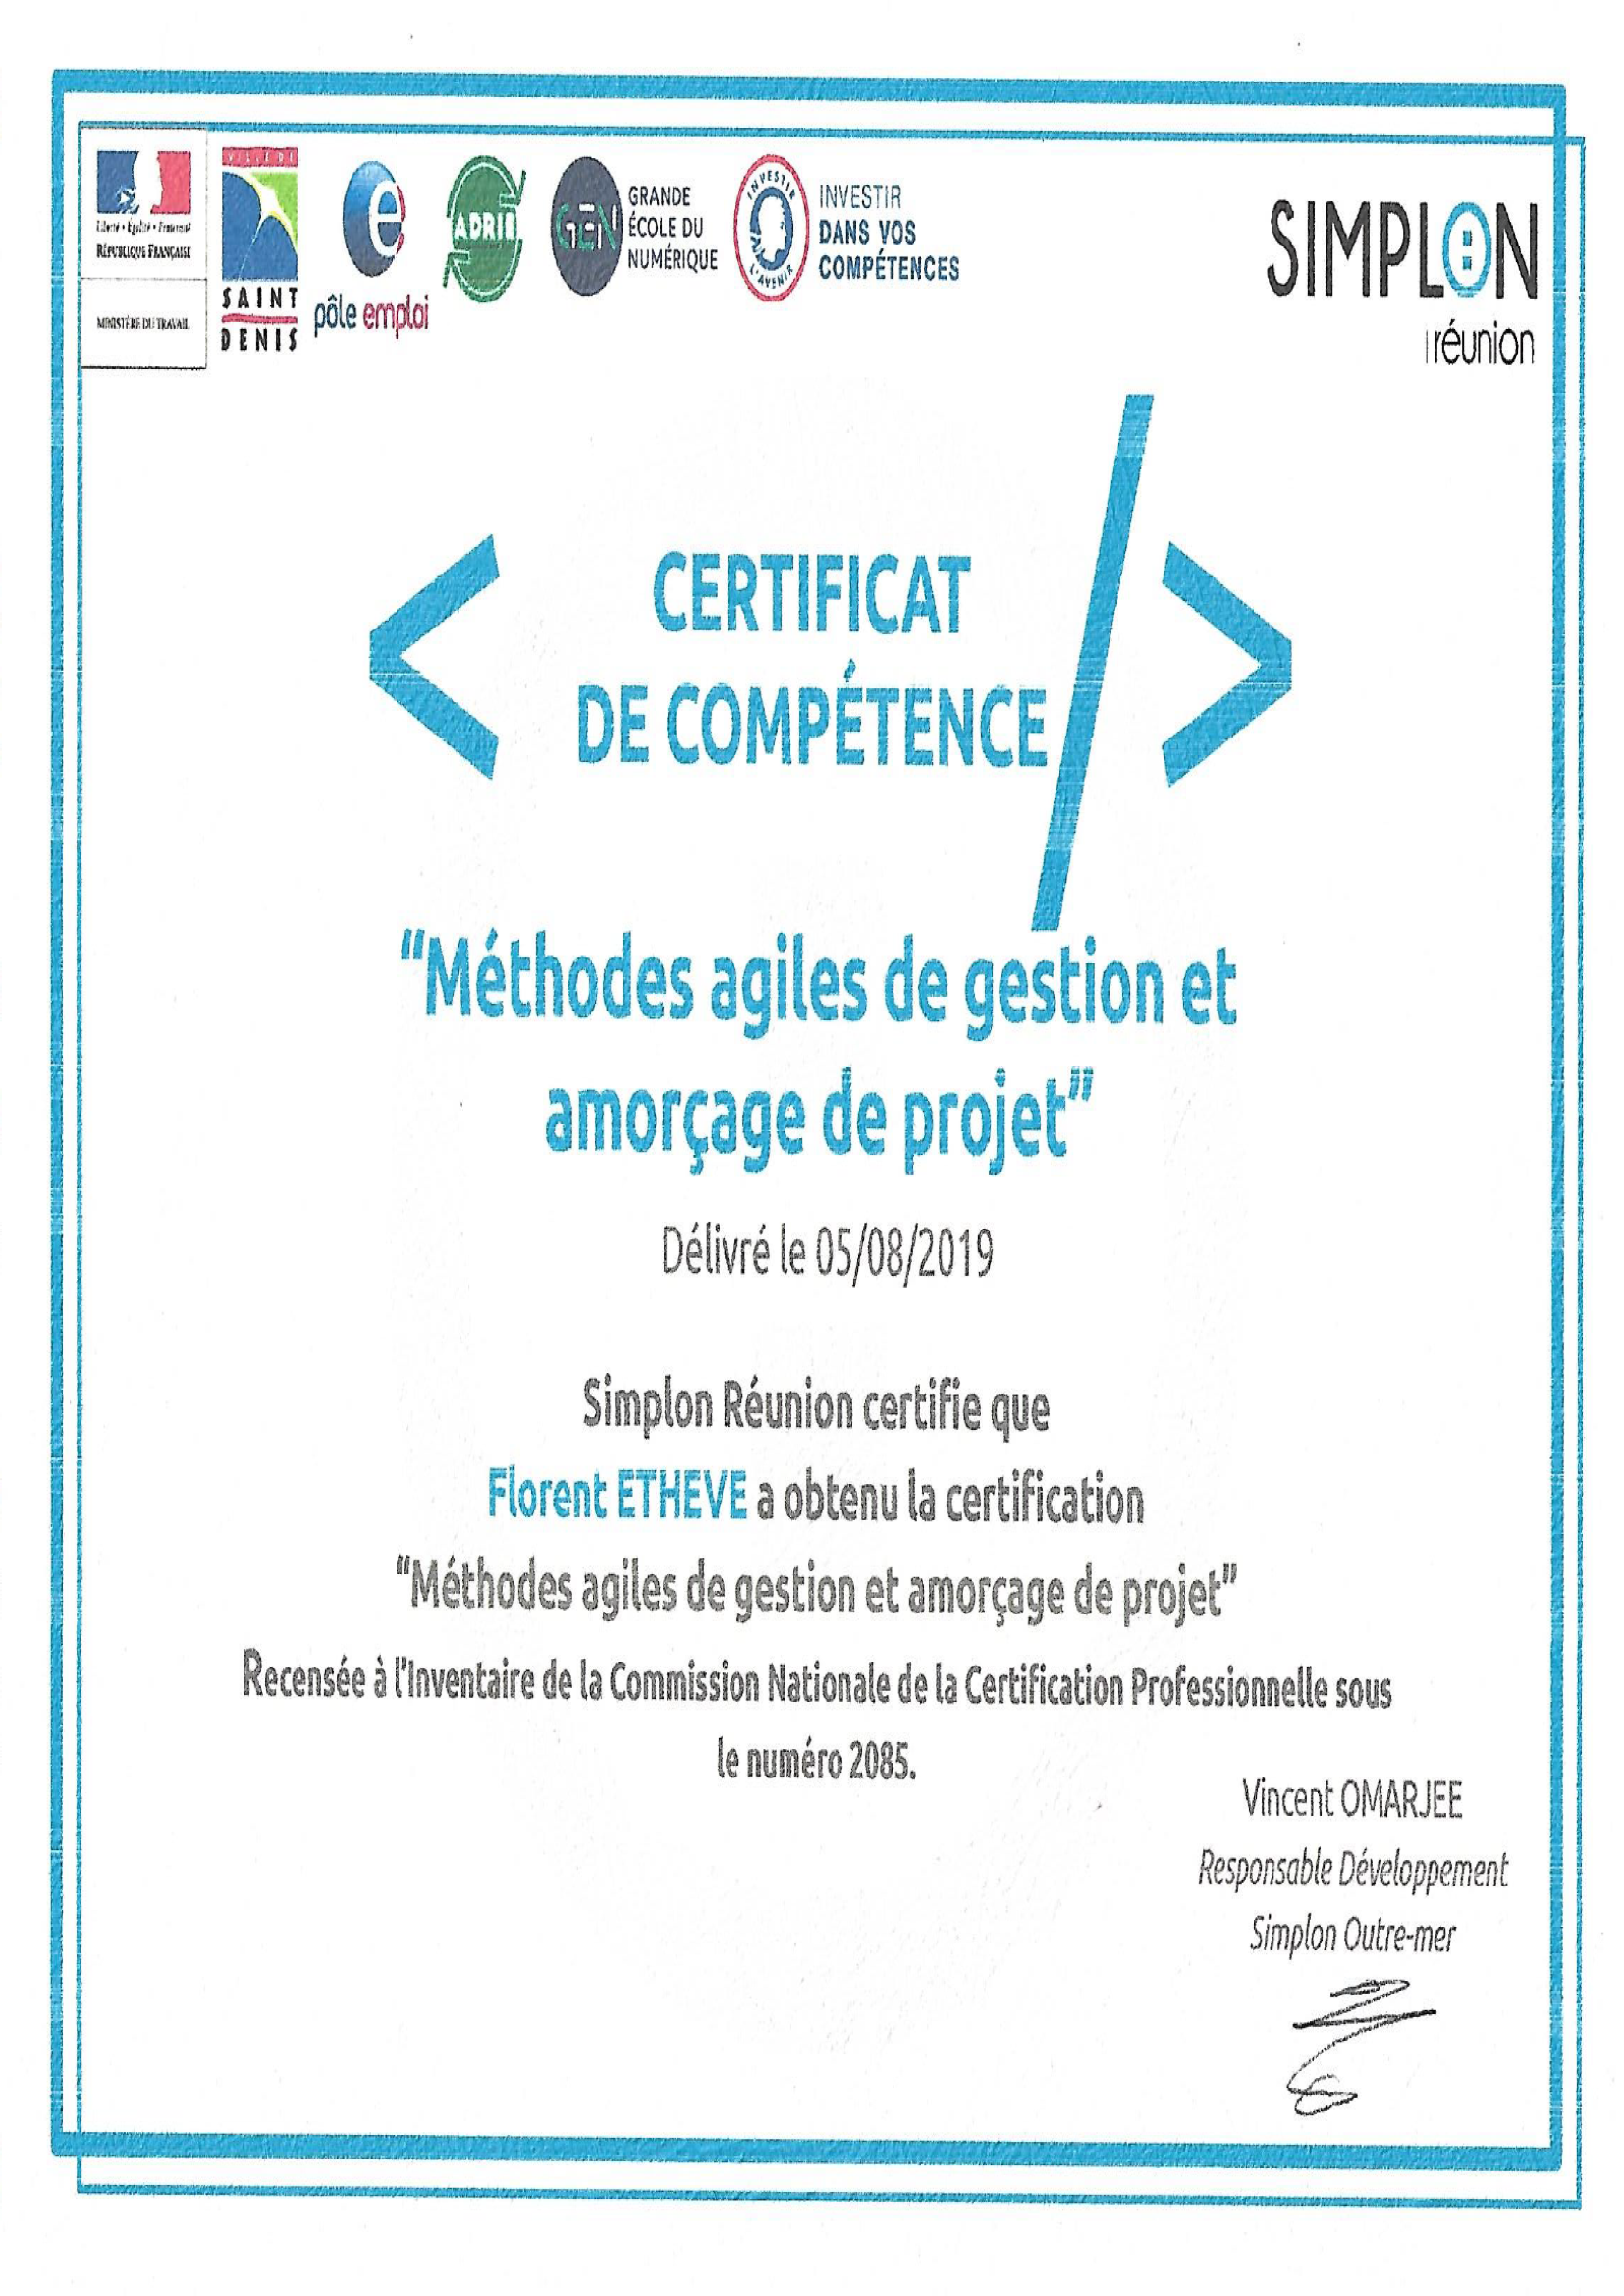 Liberté • Égalité • Fraternité
RÉPUBLIQUE FRANÇAISE
MINISTÈRE DU TRAVAIL
VILLE DE
SAINT
DENIS
pôle emploi
ADRIE
GEN
GRANDE
ÉCOLE DU
NUMÉRIQUE
INVESTIR
L'AVENIR
INVESTIR
DANS VOS
COMPÉTENCES
SIMPLON
réunion
CERTIFICAT
DE COMPÉTENCE
“Méthodes agiles de gestion et
amorçage de projet”
Délivré le 05/08/2019
Simplon Réunion certifie que
Florent ETHEVE a obtenu la certification
“Méthodes agiles de gestion et amorçage de projet”
Recensée à l'Inventaire de la Commission Nationale de la Certification Professionnelle sous
le numéro 2085.
Vincent OMARJEE
Responsable Développement
Simplon Outre-mer